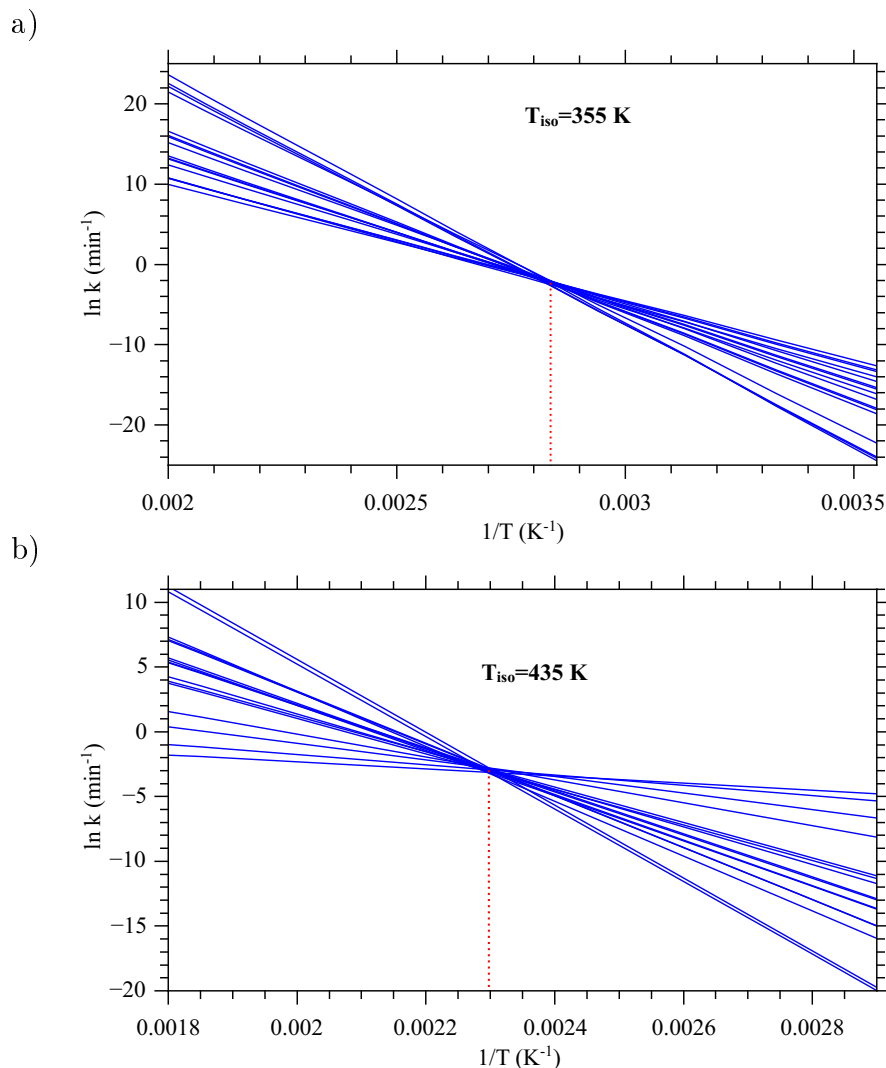 a)
20
10
0
−10
−20
ln k (min-1)
Tiso=355 K
0.002
0.0025
0.003
0.0035
1/T (K-1)
b)
10
5
0
−5
−10
−15
−20
ln k (min-1)
Tiso=435 K
0.0018
0.002
0.0022
0.0024
0.0026
0.0028
1/T (K-1)